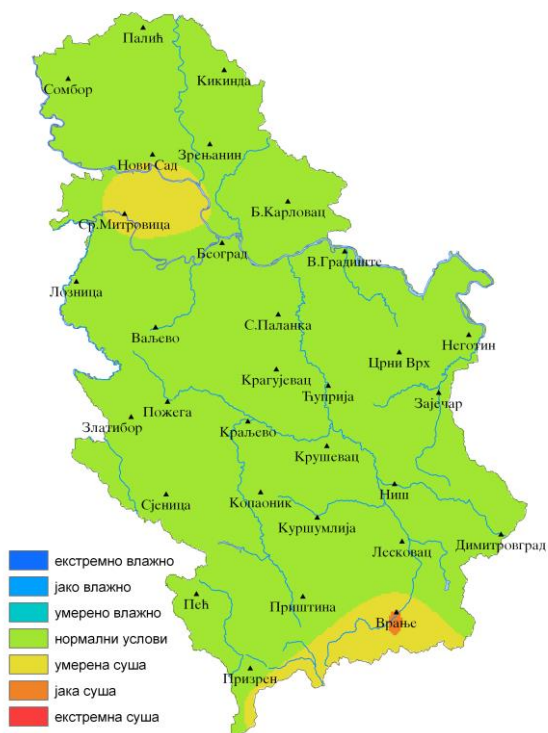 Палић
Сомбор
Кикинда
Зрењанин
Нови Сад
Б.Карловац
Ср.Митровица
Београд
В.Градиште
Лозница
С.Паланка
Ваљево
Неготин
Црни Врх
Крагујевац
Ћуприја
Зајечар
Пожега
Златибор
Краљево
Крушевац
Ниш
Копаоник
Сјеница
Куршумлија
Лесковац
Димитровград
екстремно влажно
јако влажно
умерено влажно
нормални услови
умерена суша
јака суша
екстремна суша
Пећ
Приштина
Врање
Призрен